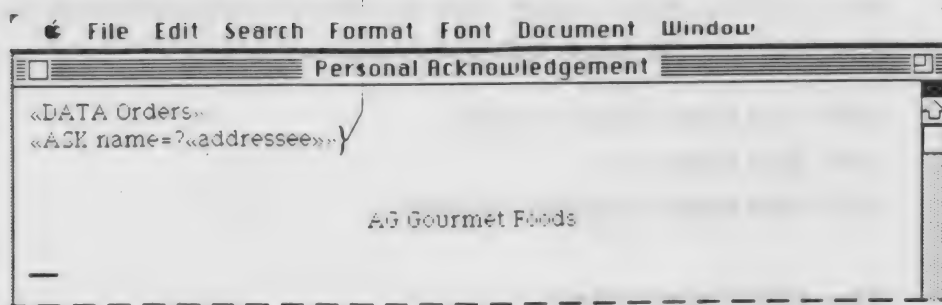 File Edit Search Format Font Document Window
Personal Acknowledgement
«DATA Orders»
«ASK name=?«addressee»»
AG Gourmet Foods